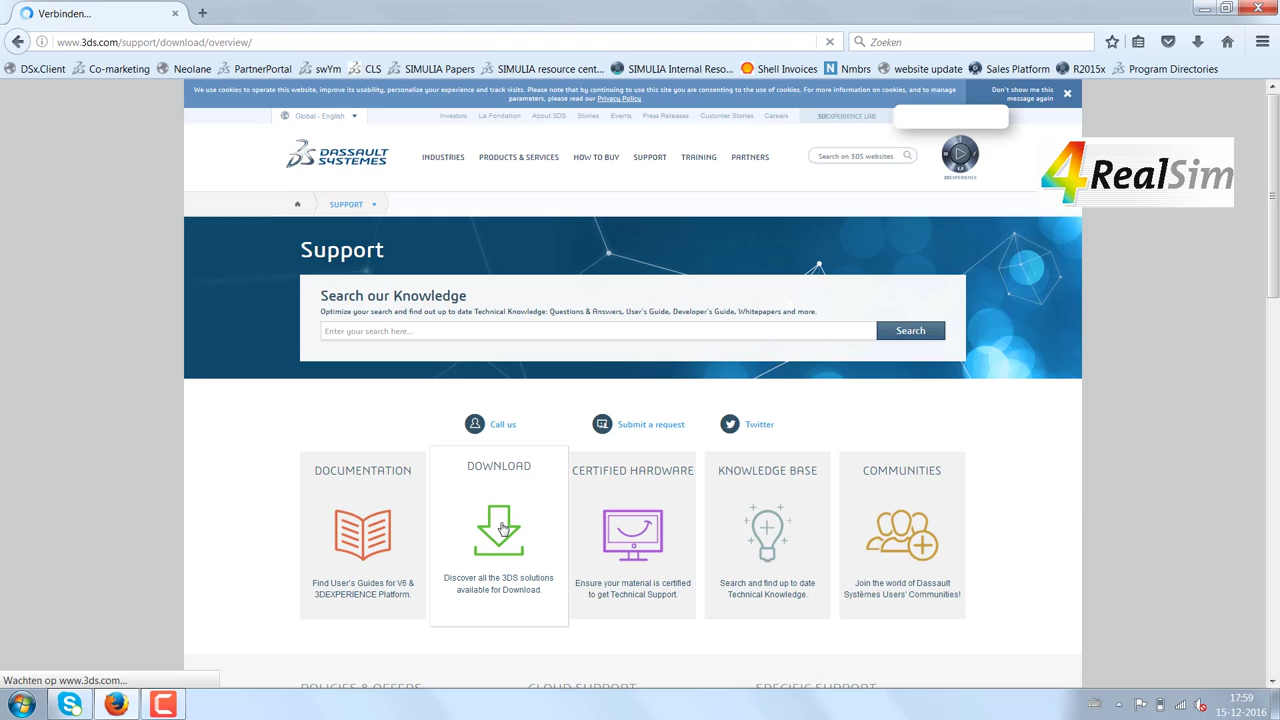 Verbinden...
www.3ds.com/support/download/overview/
Zoeken
DSx.Client
Co-marking
Neolane
PartnerPortal
swYm
CLS
SIMULIA Papers
SIMULIA resource cent...
SIMULIA Internal Reso...
Shell Invoices
Nmbrs
website update
Sales Platform
R2015x
Program Directories
We use cookies to operate this website, improve its usability, personalize your experience and track visits. Please note that by continuing to use this site you are consenting to the use of cookies. For more information on cookies, and to manage
parameters, please read our Privacy Policy
Don't show me this
message again
Global - English
Investors
La Fondation
About 3DS
Stories
Events
Press Releases
Customer Stories
Careers
3DEXPERIENCE LAB
DASSAULT
SYSTEMES
INDUSTRIES
PRODUCTS & SERVICES
HOW TO BUY
SUPPORT
TRAINING
PARTNERS
Search on 3DS websites
3DEXPERIENCE
4RealSim
SUPPORT
Support
Search our Knowledge
Optimize your search and find out up to date Technical Knowledge: Questions & Answers, User's Guide, Developer's Guide, Whitepapers and more.
Enter your search here...
Search
Call us
Submit a request
Twitter
DOCUMENTATION
Find User's Guides for V6 &
3DEXPERIENCE Platform.
DOWNLOAD
Discover all the 3DS solutions
available for Download.
CERTIFIED HARDWARE
Ensure your material is certified
to get Technical Support.
KNOWLEDGE BASE
Search and find up to date
Technical Knowledge.
COMMUNITIES
Join the world of Dassault
Systèmes Users' Communities!
POLICIES & OFFERS
CLOUD SUPPORT
SPECIFIC SUPPORT
Wachten op www.3ds.com...
17:59
15-12-2016